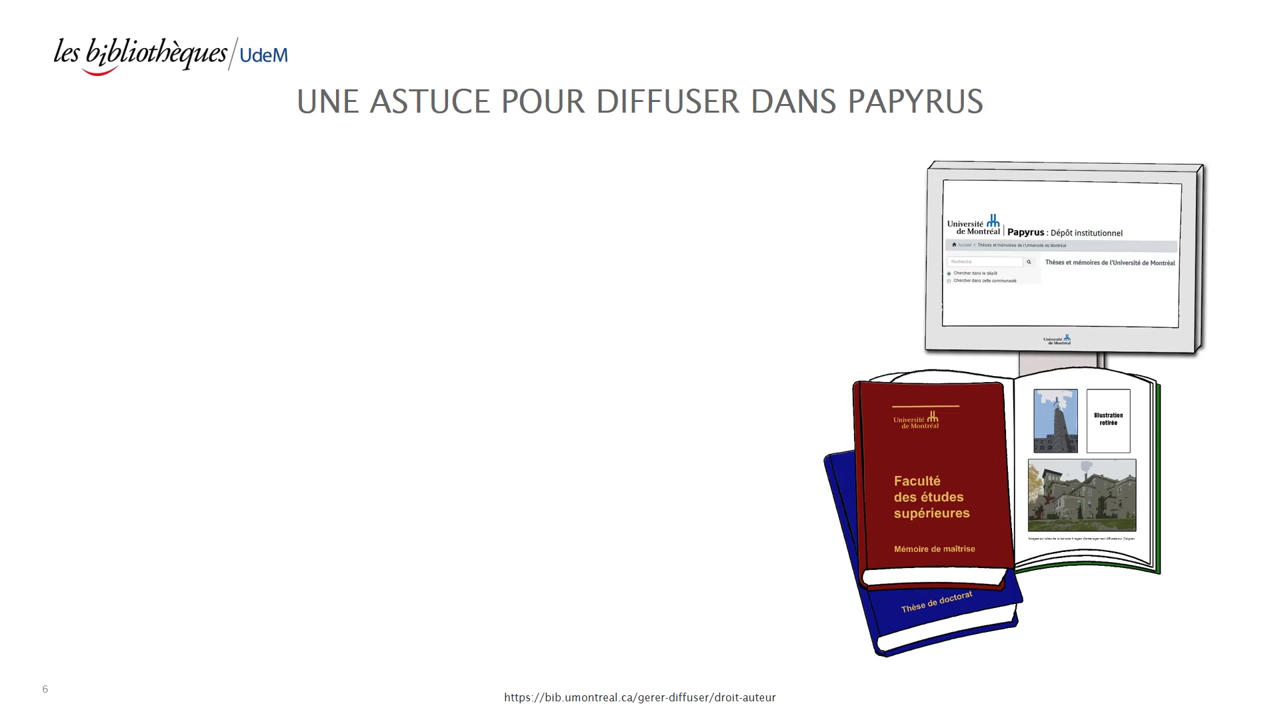 les bibliothèques/UdeM
UNE ASTUCE POUR DIFFUSER DANS PAPYRUS
Université
de Montréal
Papyrus : Dépôt institutionnel
Accueil > Thèses et mémoires de l'Université de Montréal
Recherche
Thèses et mémoires de l'Université de Montréal
Chercher dans le dépôt
Chercher dans cette communauté
Université
de Montréal
Université
de Montréal
Illustration
retirée
Faculté
des études
supérieures
Mémoire de maîtrise
Thèse de doctorat
6
https://bib.umontreal.ca/gerer-diffuser/droit-auteur